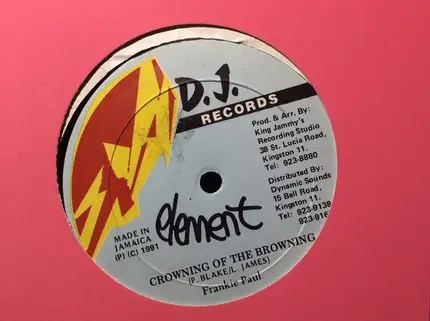 D.J.
RECORDS
Prod. & Arr. By:
King Jammy's
Recording Studio
38 St. Lucia Road,
Kingston 11.
Tel: 923-8880
Distributed By:
Dynamic Sounds
15 Bell Road,
Kingston 11.
Tel: 923-9138
923-916
MADE IN
JAMAICA
(P) (C) 1991
element
CROWNING OF THE BROWNING
(P. BLAKE/L. JAMES)
Frankie Paul